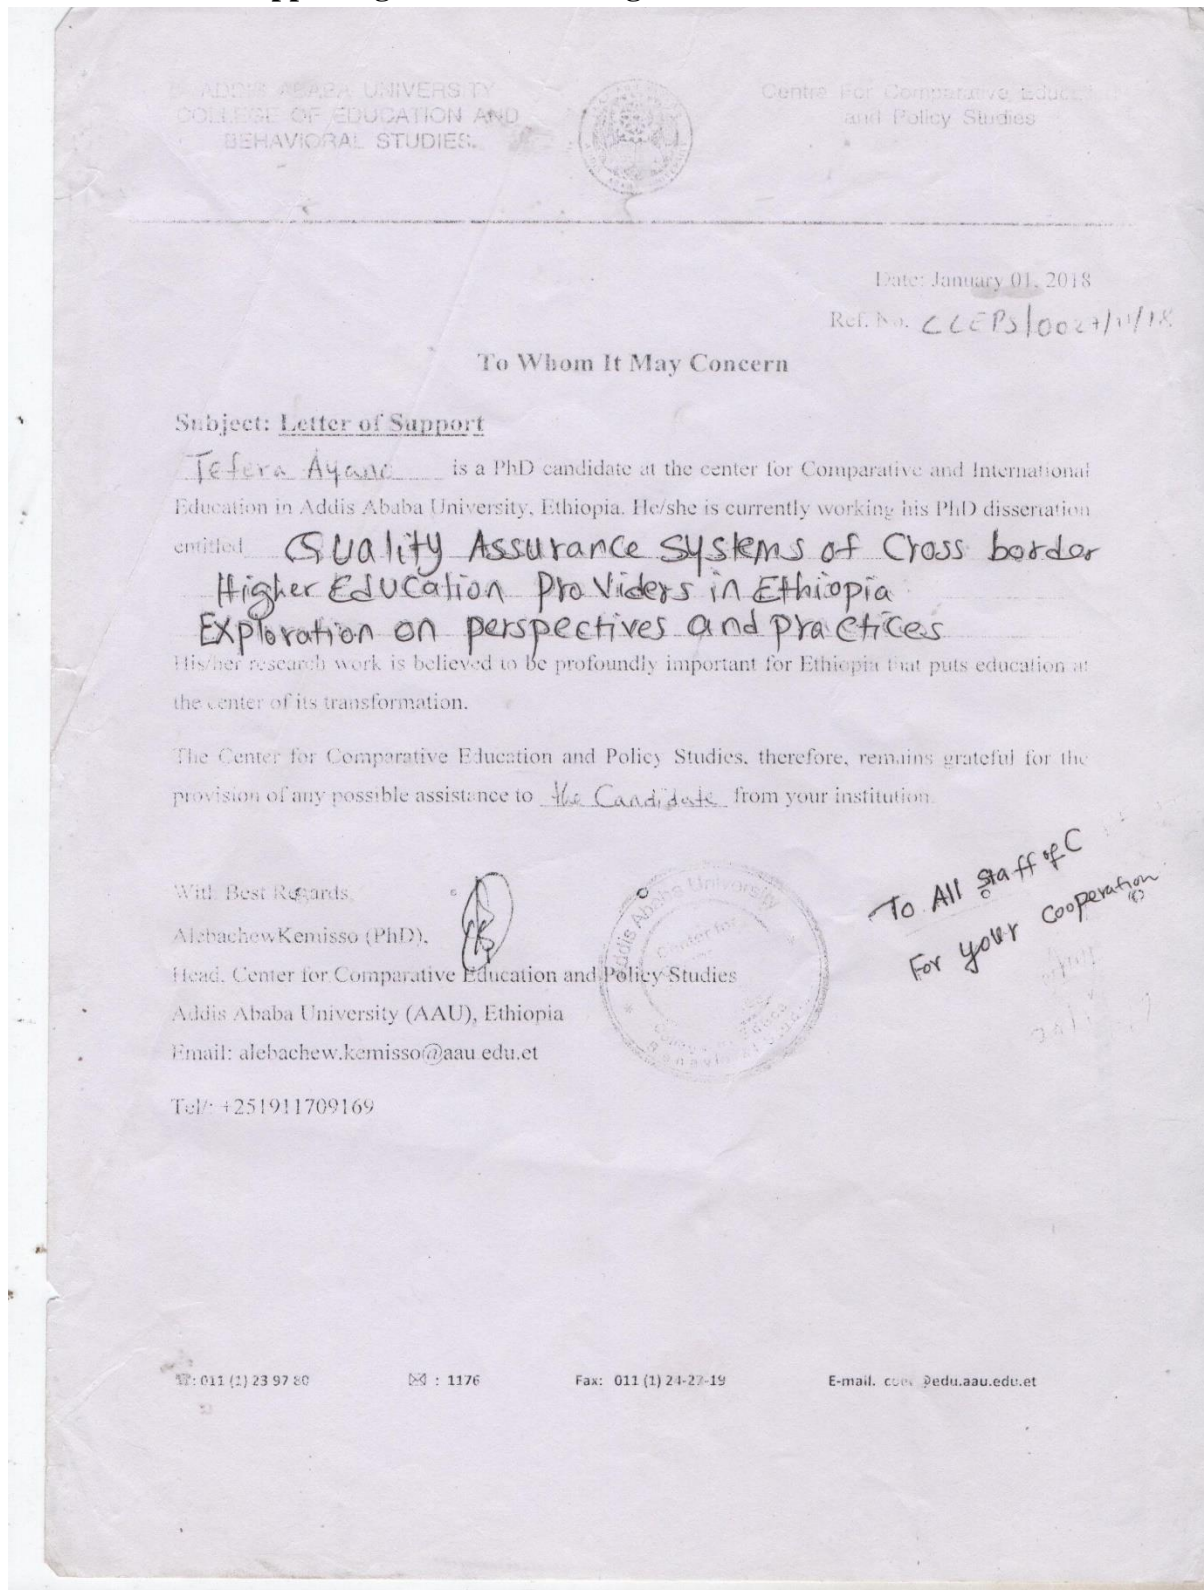 ADDIS ABABA UNIVERSITY
COLLEGE OF EDUCATION AND
BEHAVIORAL STUDIES.
Centre For Comparative Education
and Policy Studies
Date: January 01, 2018
Ref. No.
To Whom It May Concern
Subject: Letter of Support
Tefera Ayane is a PhD candidate at the center for Comparative and International
Education in Addis Ababa University, Ethiopia. He/she is currently working his PhD dissertation
entitled Quality Assurance Systems of Cross border
Higher Education Providers in Ethiopia
Exploration on perspectives and practices
His/her research work is believed to be profoundly important for Ethiopia that puts education at
the center of its transformation.
The Center for Comparative Education and Policy Studies, therefore, remains grateful for the
provision of any possible assistance to the Candidate from your institution.
With Best Regards,
AlebachewKemisso (PhD),
Head, Center for Comparative Education and Policy Studies
Addis Ababa University (AAU), Ethiopia
Email: alebachew.kemisso@aau.edu.et
Tel/: +251911709169
Addis Ababa University
Center for
To All staff of C
For your cooperation
☎: 011 (1) 23 97 80 ✉ : 1176 Fax: 011 (1) 24-27-19 E-mail.